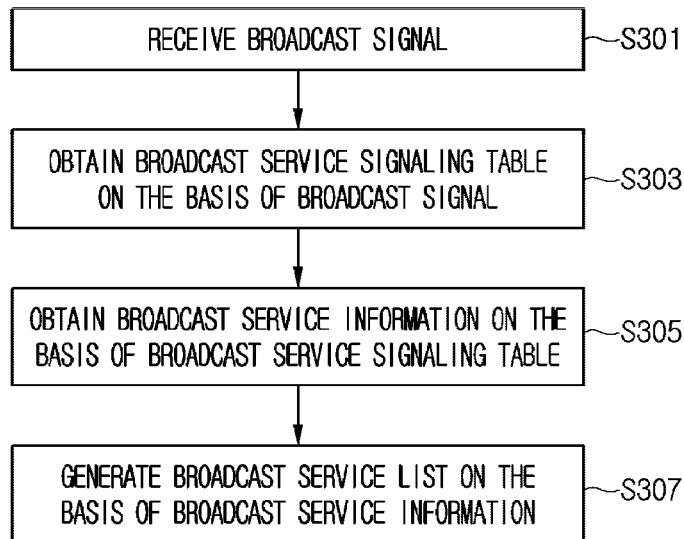 RECEIVE BROADCAST SIGNAL
S301
OBTAIN BROADCAST SERVICE SIGNALING TABLE
ON THE BASIS OF BROADCAST SIGNAL
S303
OBTAIN BROADCAST SERVICE INFORMATION ON THE
BASIS OF BROADCAST SERVICE SIGNALING TABLE
S305
GENERATE BROADCAST SERVICE LIST ON THE
BASIS OF BROADCAST SERVICE INFORMATION
S307